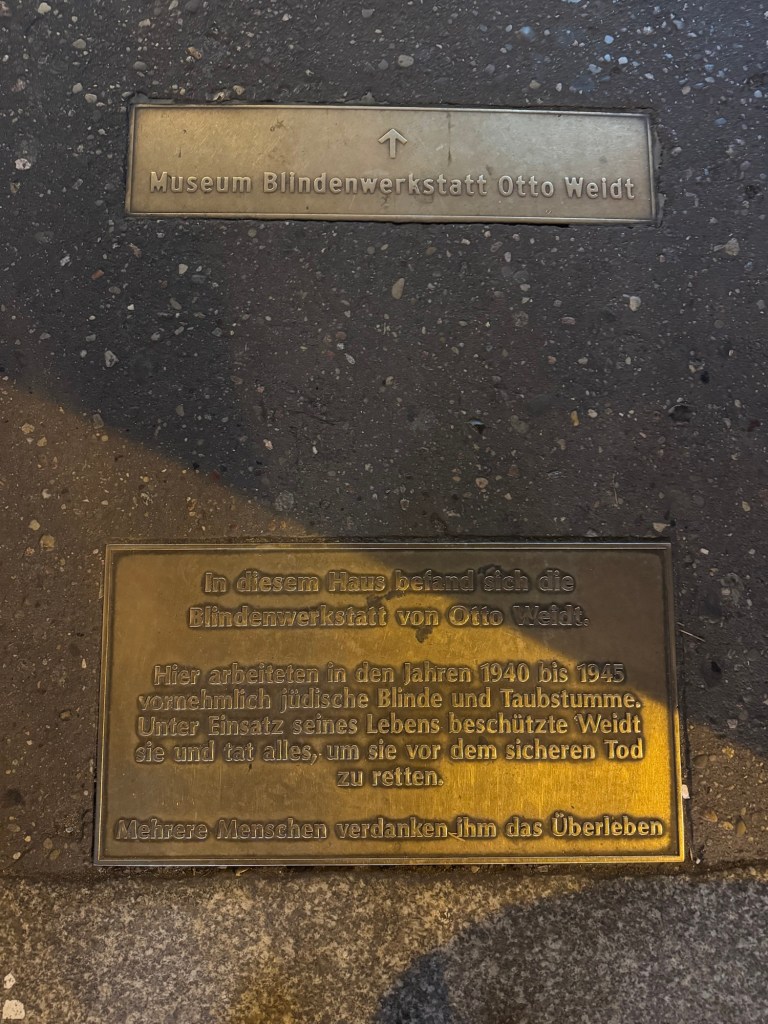 ↑
Museum Blindenwerkstatt Otto Weidt
In diesem Haus befand sich die
Blindenwerkstatt von Otto Weidt.
Hier arbeiteten in den Jahren 1940 bis 1945
vornehmlich jüdische Blinde und Taubstumme.
Unter Einsatz seines Lebens beschützte Weidt
sie und tat alles, um sie vor dem sicheren Tod
zu retten.
Mehrere Menschen verdanken ihm das Überleben